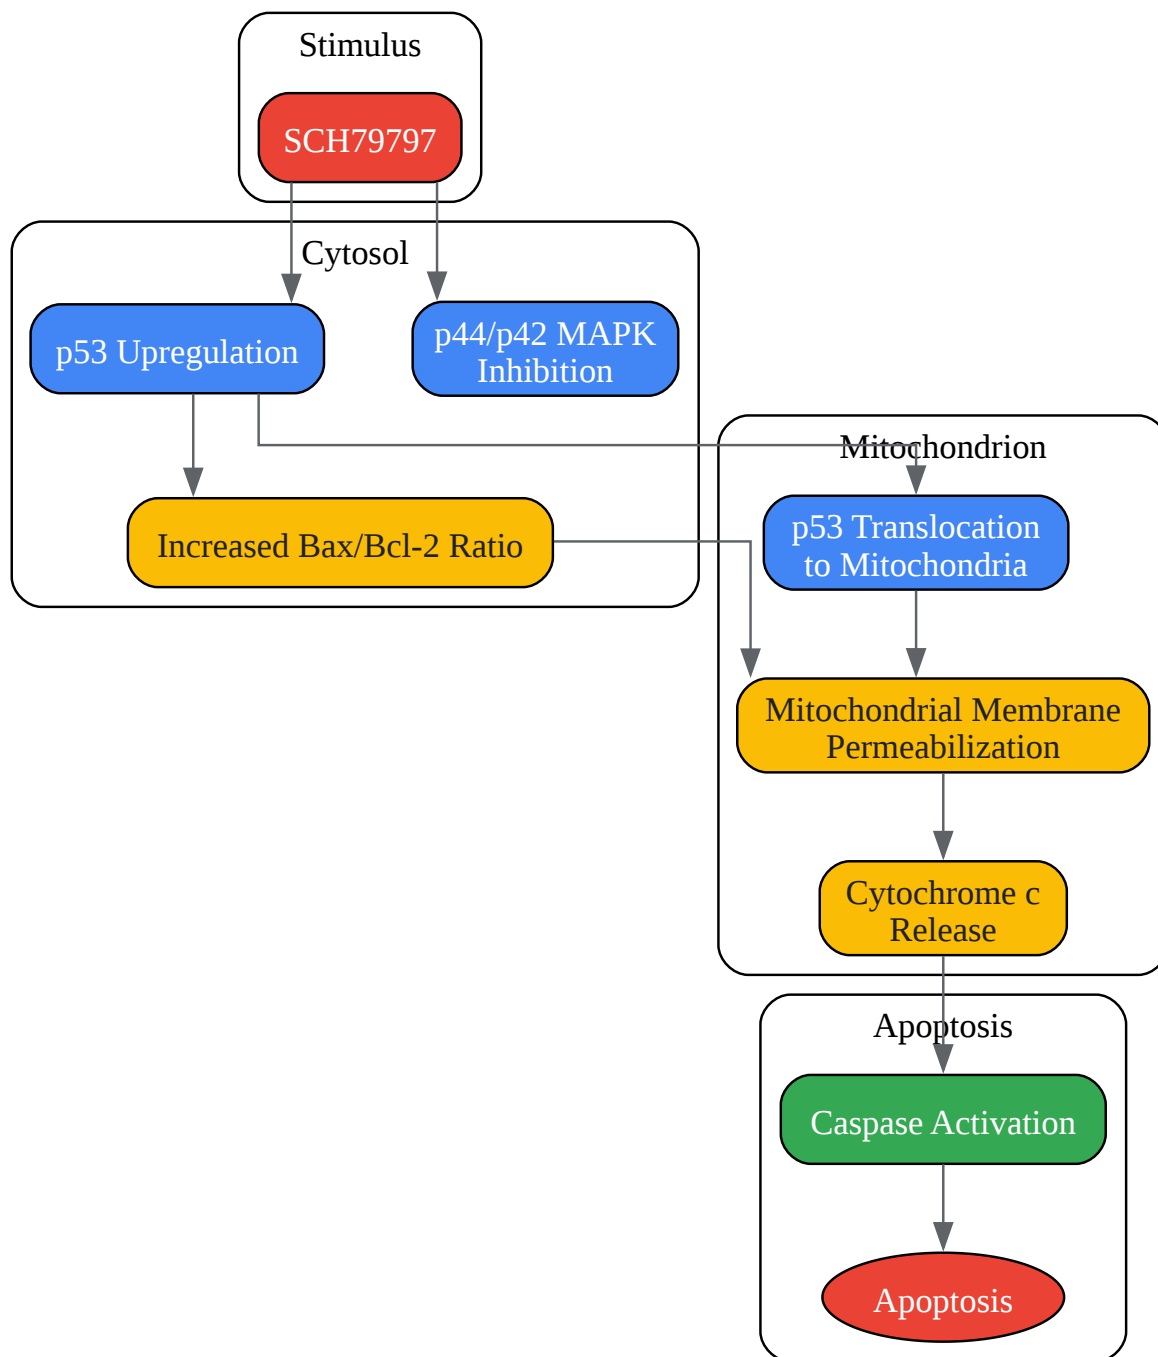 Stimulus
SCH79797
Cytosol
p53 Upregulation
p44/p42 MAPK
Inhibition
Increased Bax/Bcl-2 Ratio
Mitochondrion
p53 Translocation
to Mitochondria
Mitochondrial Membrane
Permeabilization
Cytochrome c
Release
Apoptosis
Caspase Activation
Apoptosis